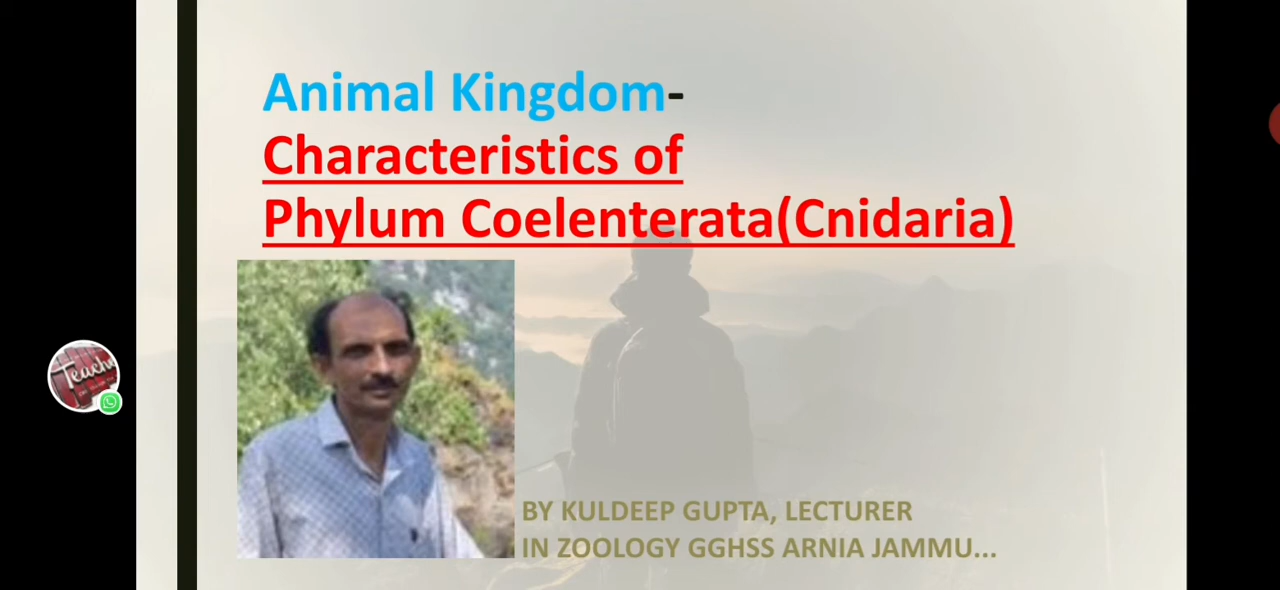 Animal Kingdom-
Characteristics of
Phylum Coelenterata(Cnidaria)
BY KULDEEP GUPTA, LECTURER
IN ZOOLOGY GGHSS ARNIA JAMMU...